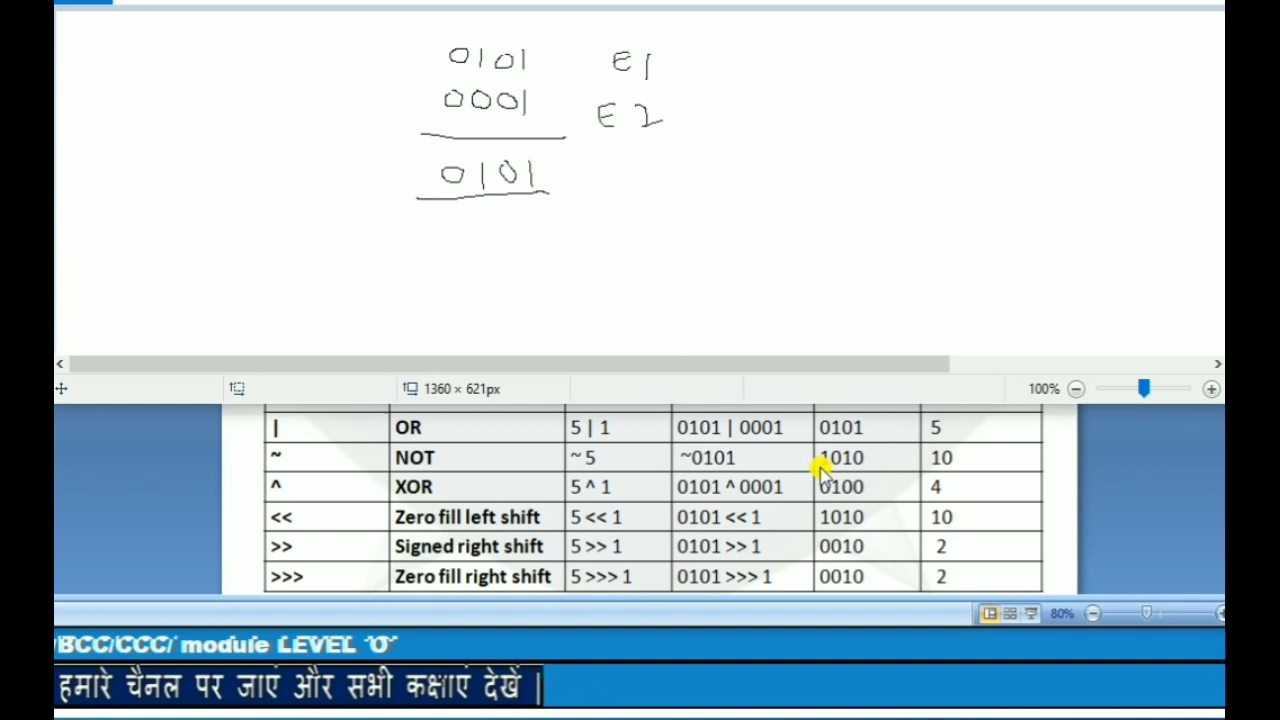 0101 E1
0001 E2
0101
1360 × 621px 100%
| OR 5 | 1 0101 | 0001 0101 5
~ NOT ~ 5 ~0101 1010 10
^ XOR 5 ^ 1 0101 ^ 0001 0100 4
<< Zero fill left shift 5 << 1 0101 << 1 1010 10
>> Signed right shift 5 >> 1 0101 >> 1 0010 2
>>> Zero fill right shift 5 >>> 1 0101 >>> 1 0010 2
80%
/BCC/CCC/ module LEVEL "O"
हमारे चैनल पर जाएं और सभी कक्षाएं देखें |